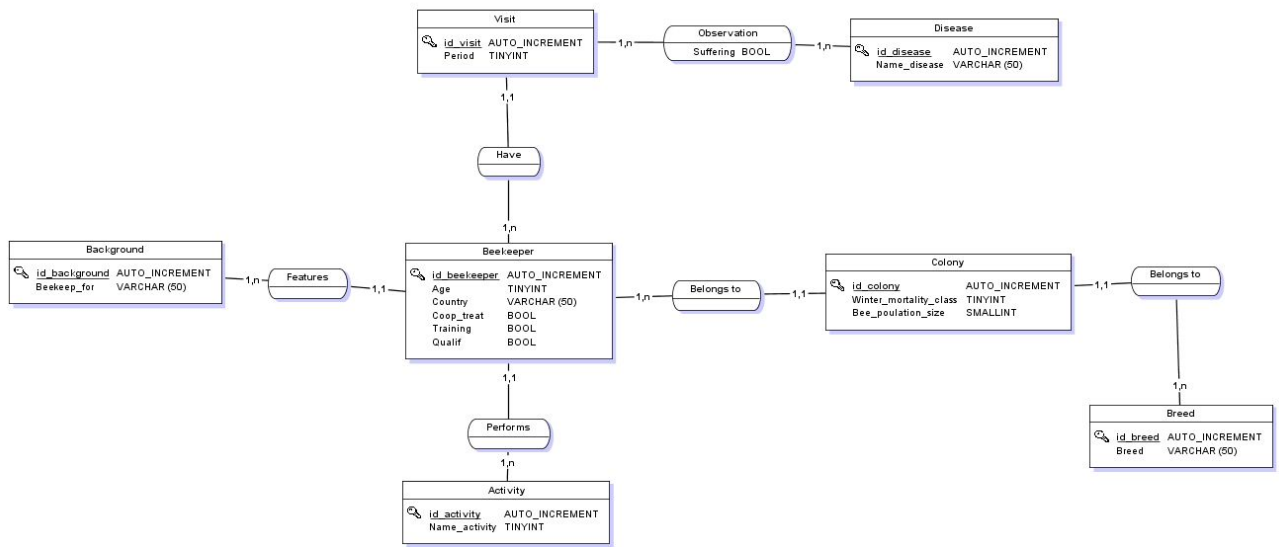 Visit
id_visit AUTO_INCREMENT
Period TINYINT
1,n
Observation
Suffering BOOL
1,n
Disease
id_disease AUTO_INCREMENT
Name_disease VARCHAR (50)
1,1
Have
1,n
Background
id_background AUTO_INCREMENT
Beekeep_for VARCHAR (50)
1,n
Features
1,1
Beekeeper
id_beekeeper AUTO_INCREMENT
Age TINYINT
Country VARCHAR (50)
Coop_treat BOOL
Training BOOL
Qualif BOOL
1,n
Belongs to
1,1
Colony
id_colony AUTO_INCREMENT
Winter_mortality_class TINYINT
Bee_poulation_size SMALLINT
1,1
Belongs to
1,n
Breed
id_breed AUTO_INCREMENT
Breed VARCHAR (50)
1,1
Performs
1,n
Activity
id_activity AUTO_INCREMENT
Name_activity TINYINT